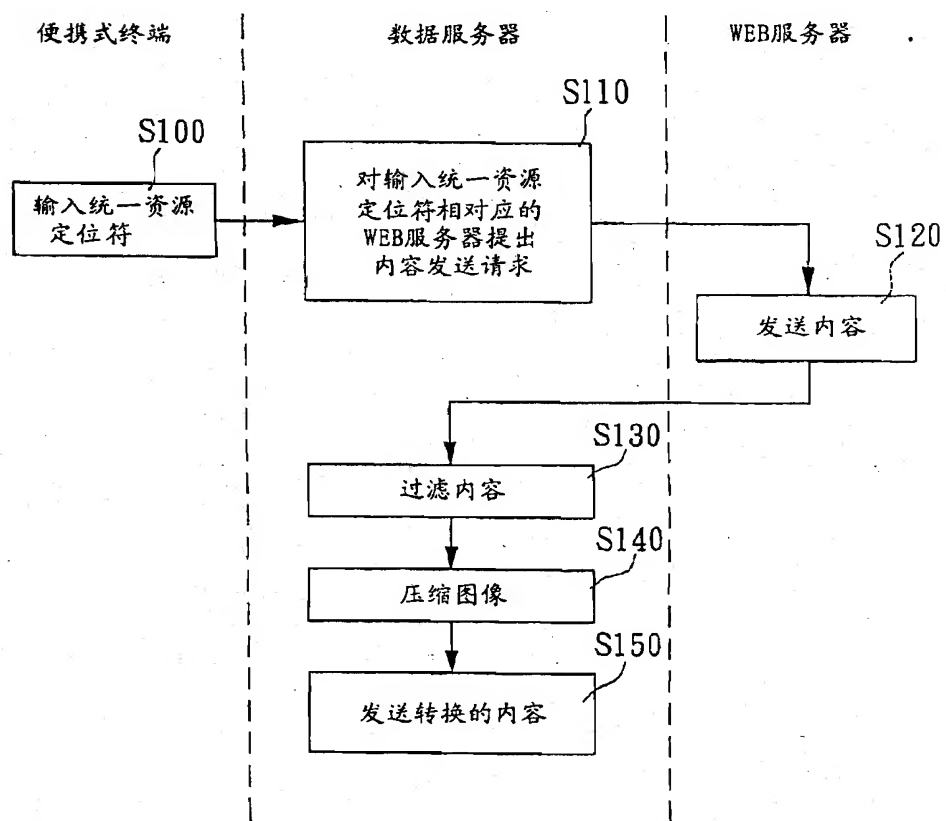 便携式终端
数据服务器
WEB服务器
S100
输入统一资源
定位符
S110
对输入统一资源
定位符相对应的
WEB服务器提出
内容发送请求
S120
发送内容
S130
过滤内容
S140
压缩图像
S150
发送转换的内容